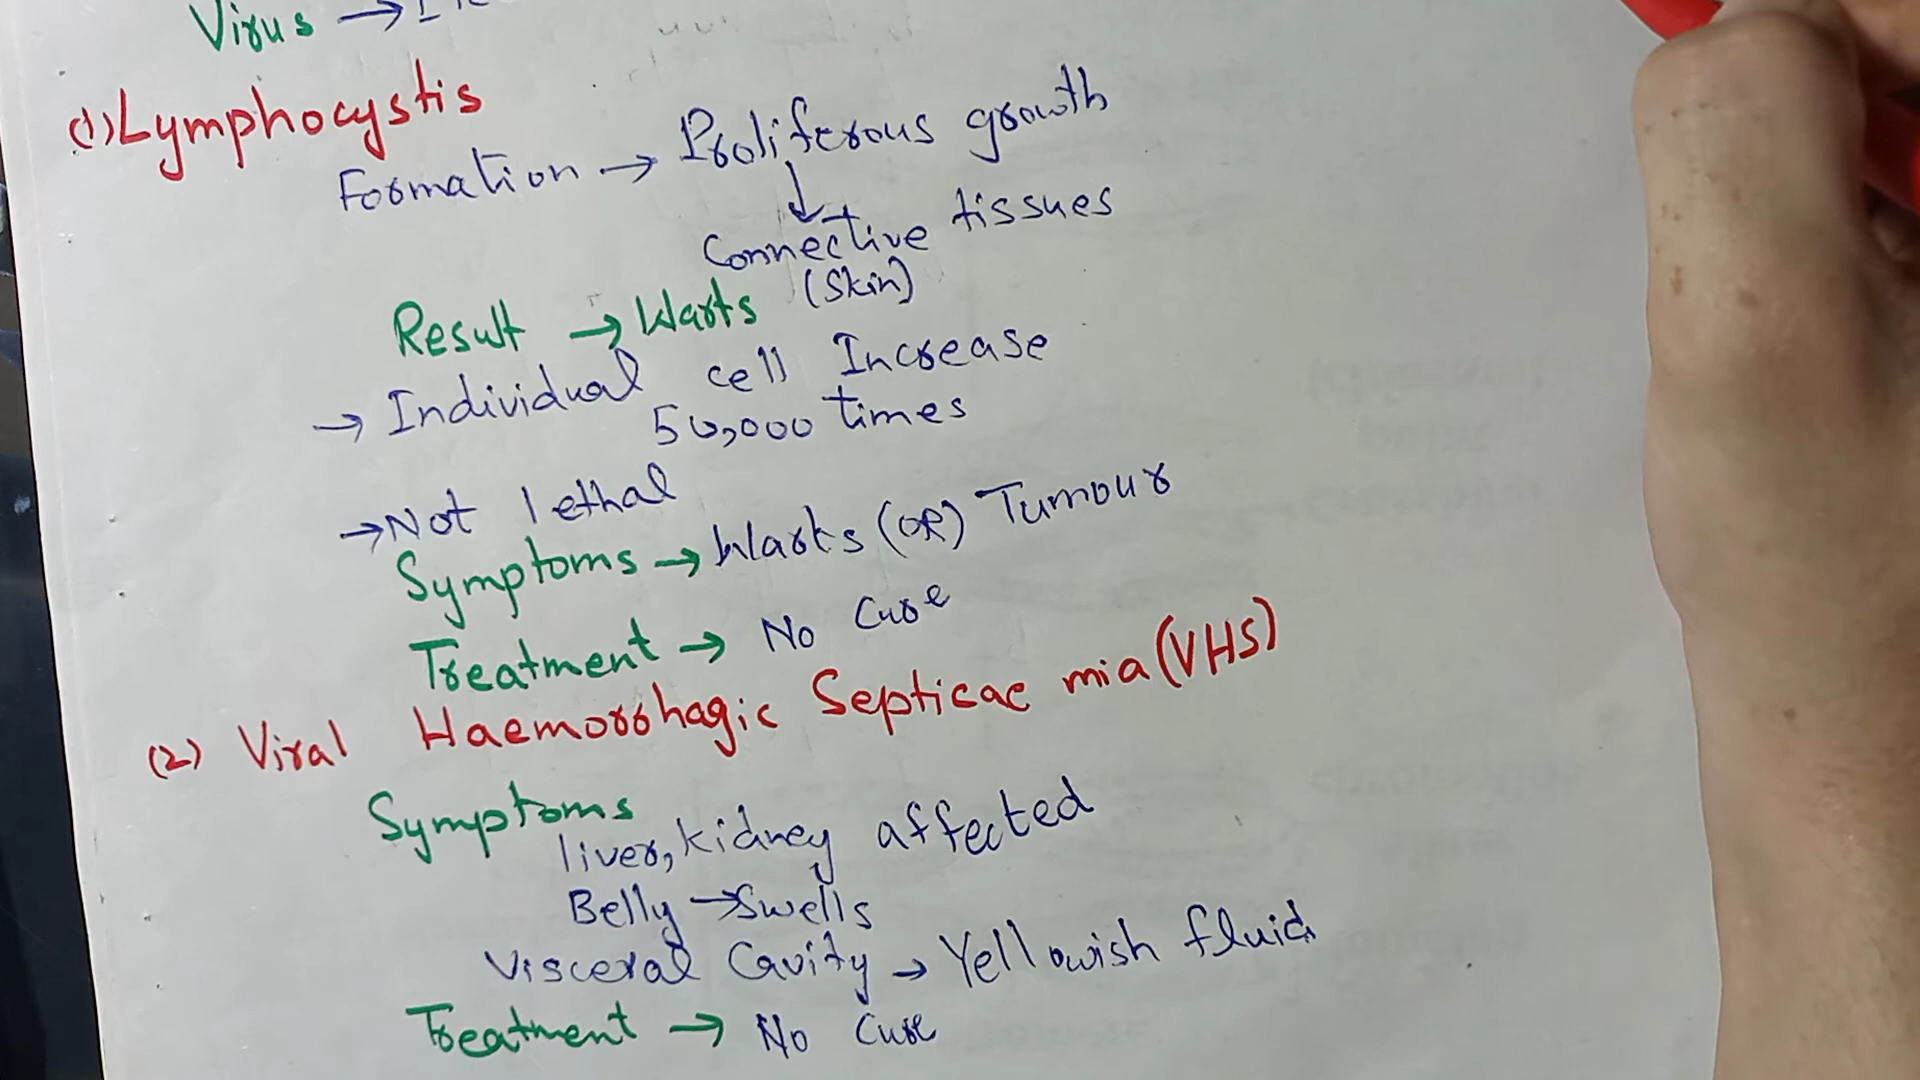 Virus →
(1) Lymphocystis
Formation → Proliferous growth
↓
Connective tissues
(Skin)
Result → Warts
→ Individual cell Increase
50,000 times
→ Not lethal
Symptoms → Warts (OR) Tumour
Treatment → No Cure
(2) Viral Haemorrhagic Septicae mia (VHS)
Symptoms
liver, kidney affected
Belly → Swells
Visceral Cavity → Yellowish fluid
Treatment → No Cure